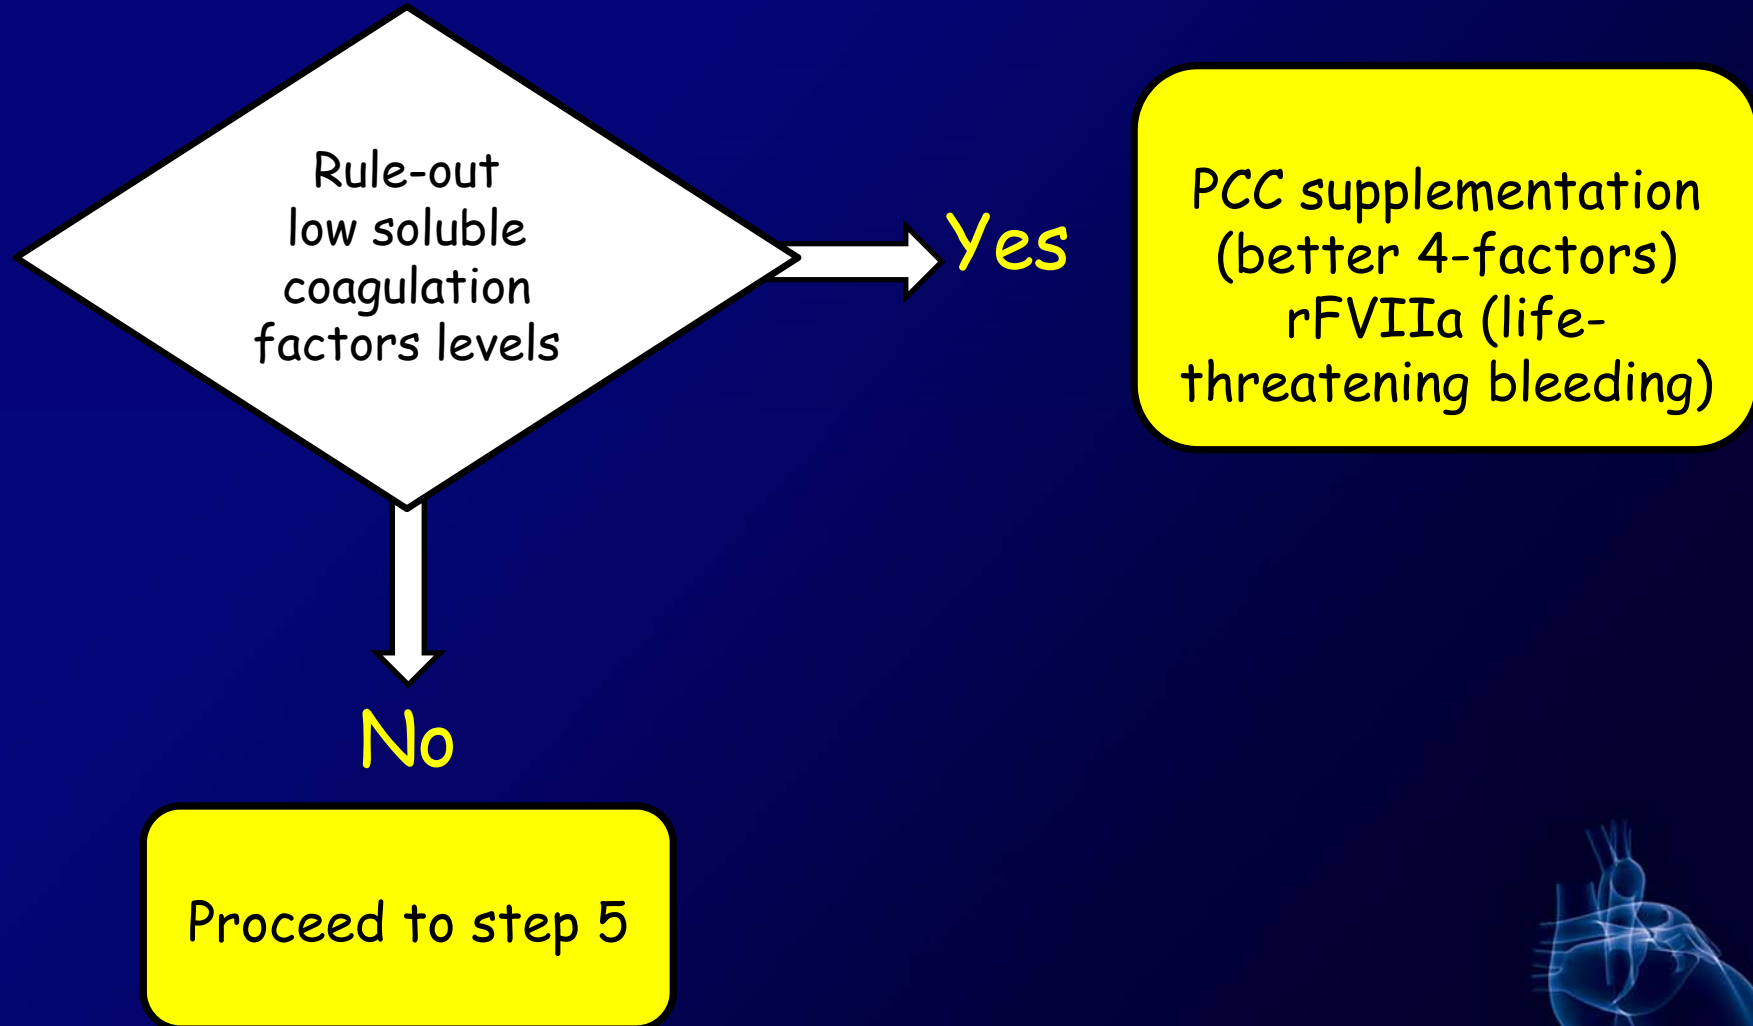 Rule-out
low soluble
coagulation
factors levels
Yes
PCC supplementation
(better 4-factors)
rFVIIa (life-
threatening bleeding)
No
Proceed to step 5